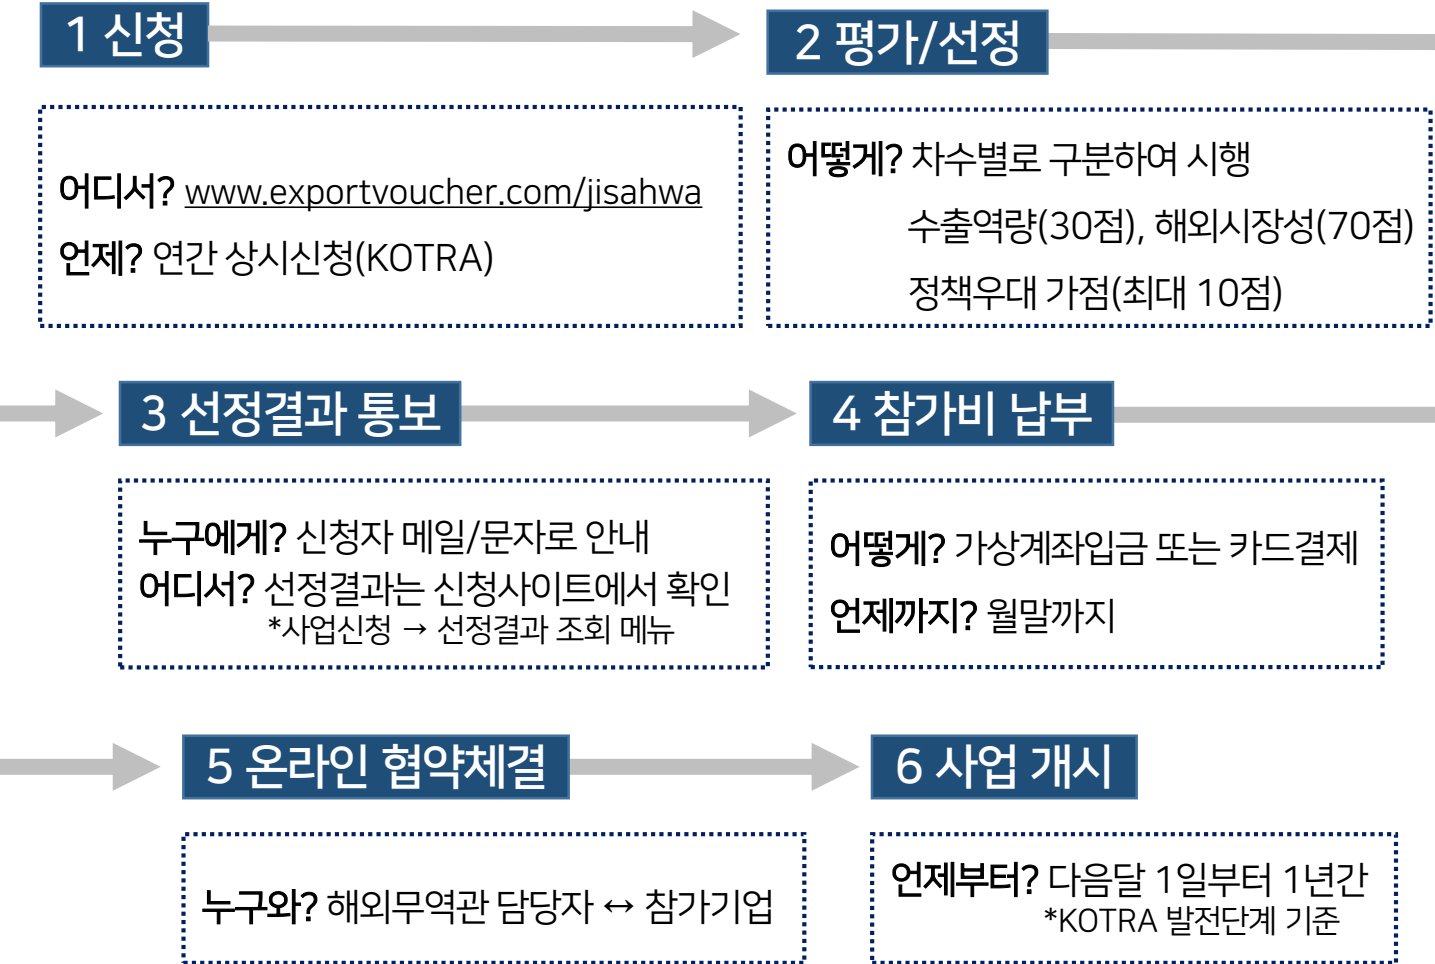 1 신청
2 평가/선정
어디서? www.exportvoucher.com/jisahwa
언제? 연간 상시신청(KOTRA)
어떻게? 차수별로 구분하여 시행
수출역량(30점), 해외시장성(70점)
정책우대 가점(최대 10점)
3 선정결과 통보
4 참가비 납부
누구에게? 신청자 메일/문자로 안내
어디서? 선정결과는 신청사이트에서 확인
*사업신청 → 선정결과 조회 메뉴
어떻게? 가상계좌입금 또는 카드결제
언제까지? 월말까지
5 온라인 협약체결
6 사업 개시
누구와? 해외무역관 담당자 ↔ 참가기업
언제부터? 다음달 1일부터 1년간
*KOTRA 발전단계 기준